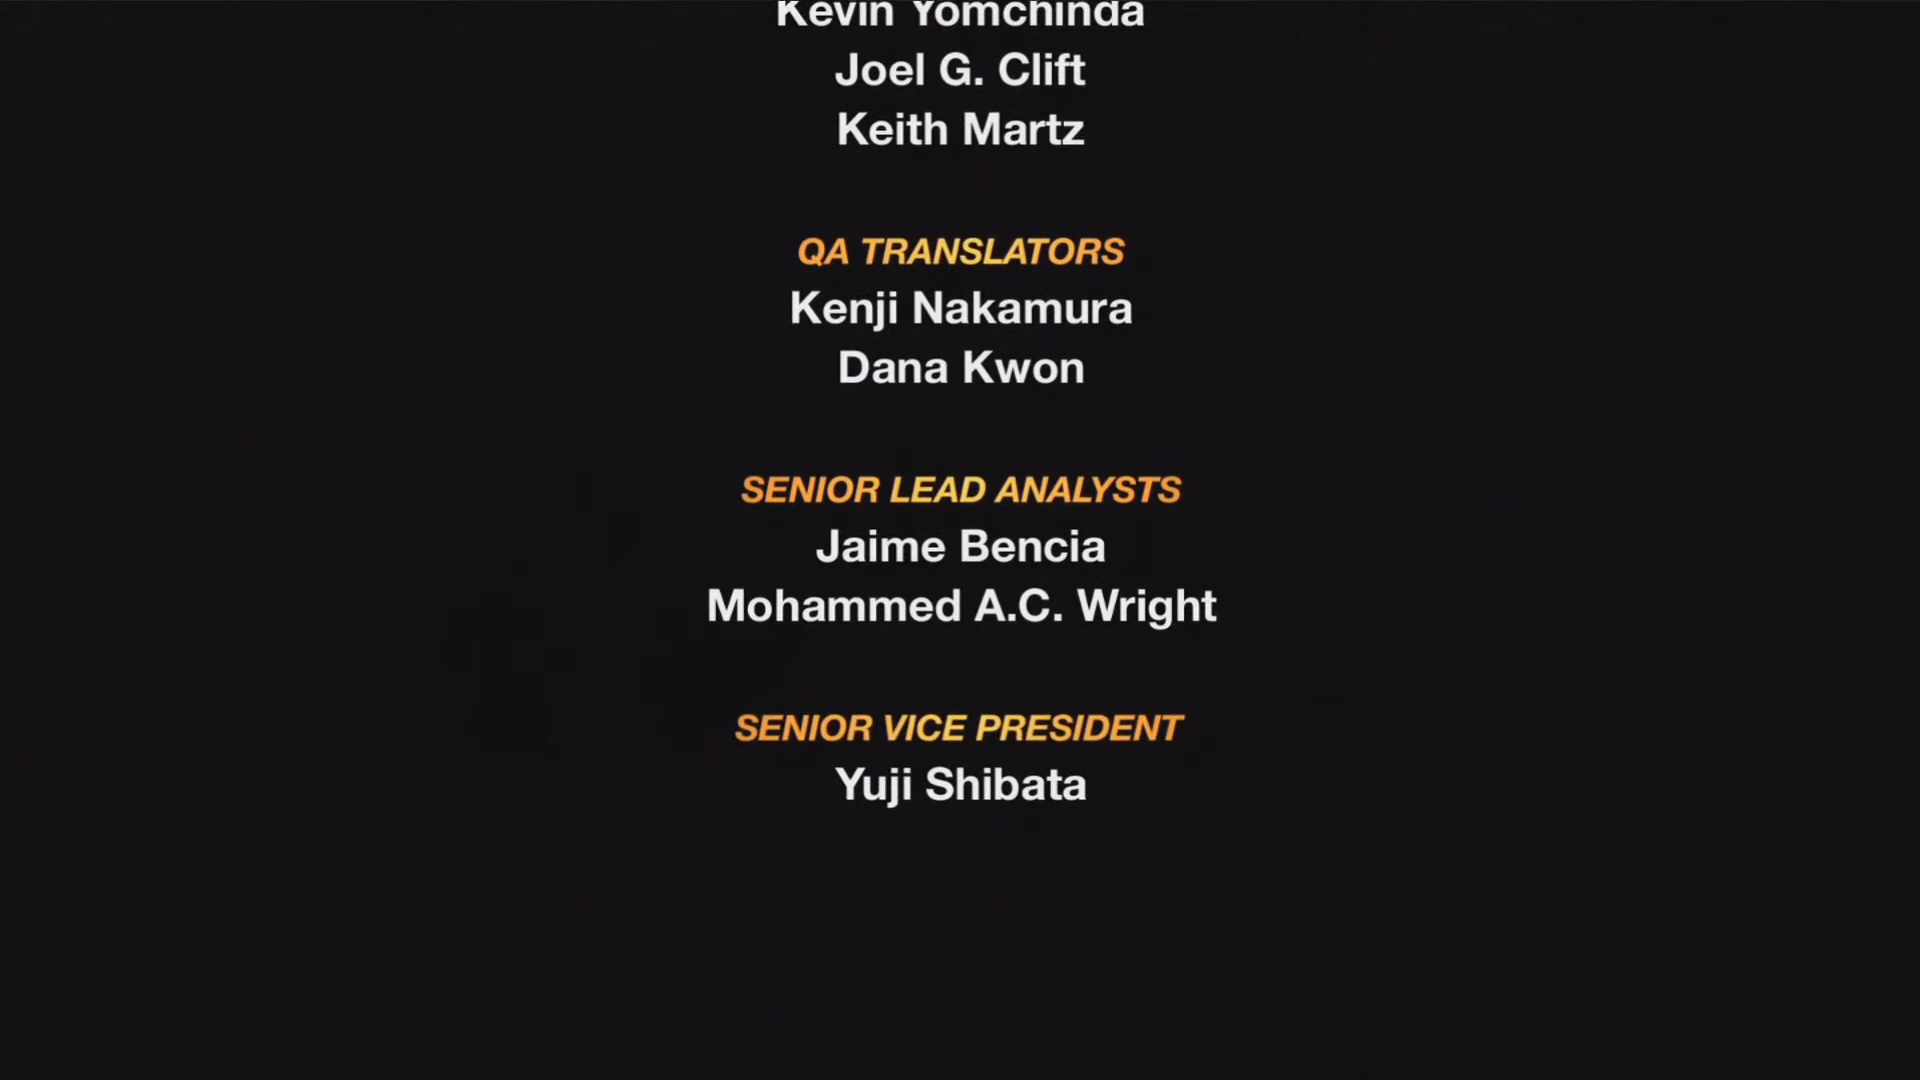 Kevin Yomchinda
Joel G. Clift
Keith Martz
QA TRANSLATORS
Kenji Nakamura
Dana Kwon
SENIOR LEAD ANALYSTS
Jaime Bencia
Mohammed A.C. Wright
SENIOR VICE PRESIDENT
Yuji Shibata